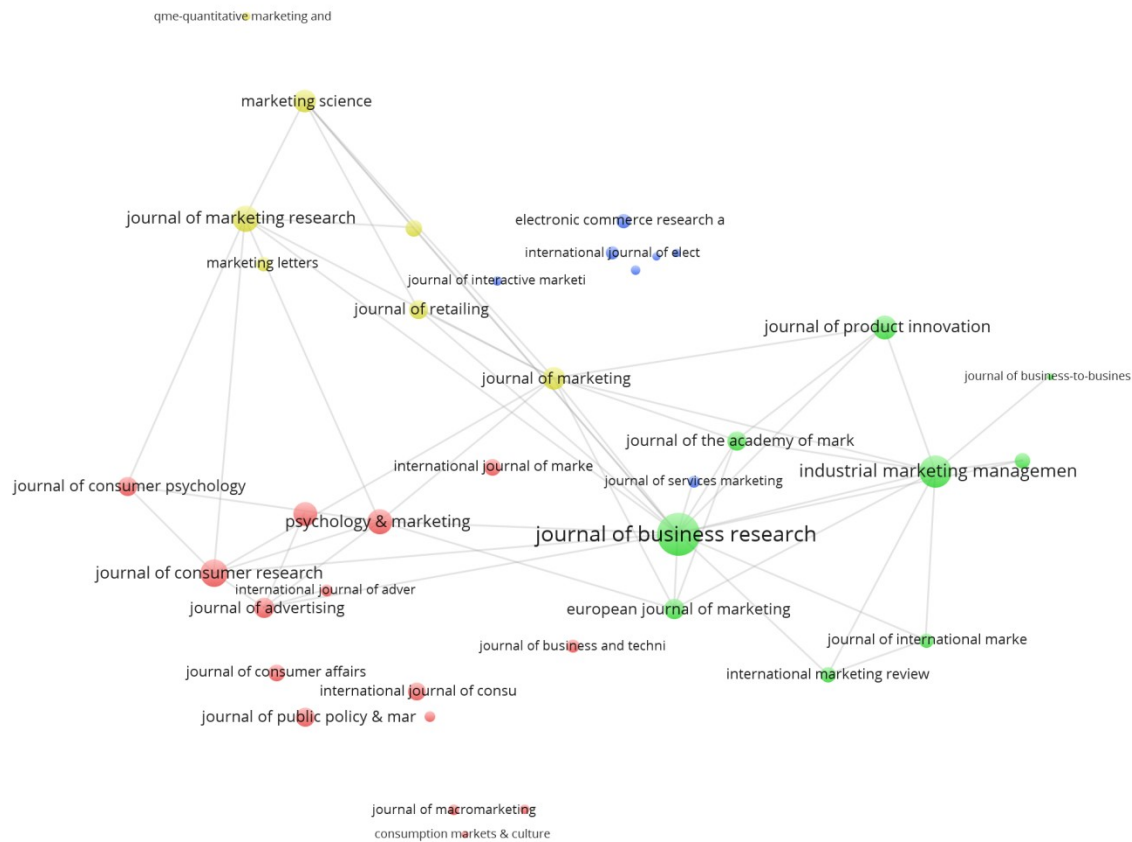 qme-quantitative marketing and
marketing science
journal of marketing research
electronic commerce research a
international journal of elect
marketing letters
journal of interactive marketi
journal of retailing
journal of product innovation
journal of marketing
journal of business-to-busines
journal of the academy of mark
international journal of marke
industrial marketing managemen
journal of services marketing
journal of consumer psychology
psychology & marketing
journal of business research
journal of consumer research
international journal of adver
journal of advertising
european journal of marketing
journal of international marke
journal of business and techni
journal of consumer affairs
international marketing review
international journal of consu
journal of public policy & mar
journal of macromarketing
consumption markets & culture